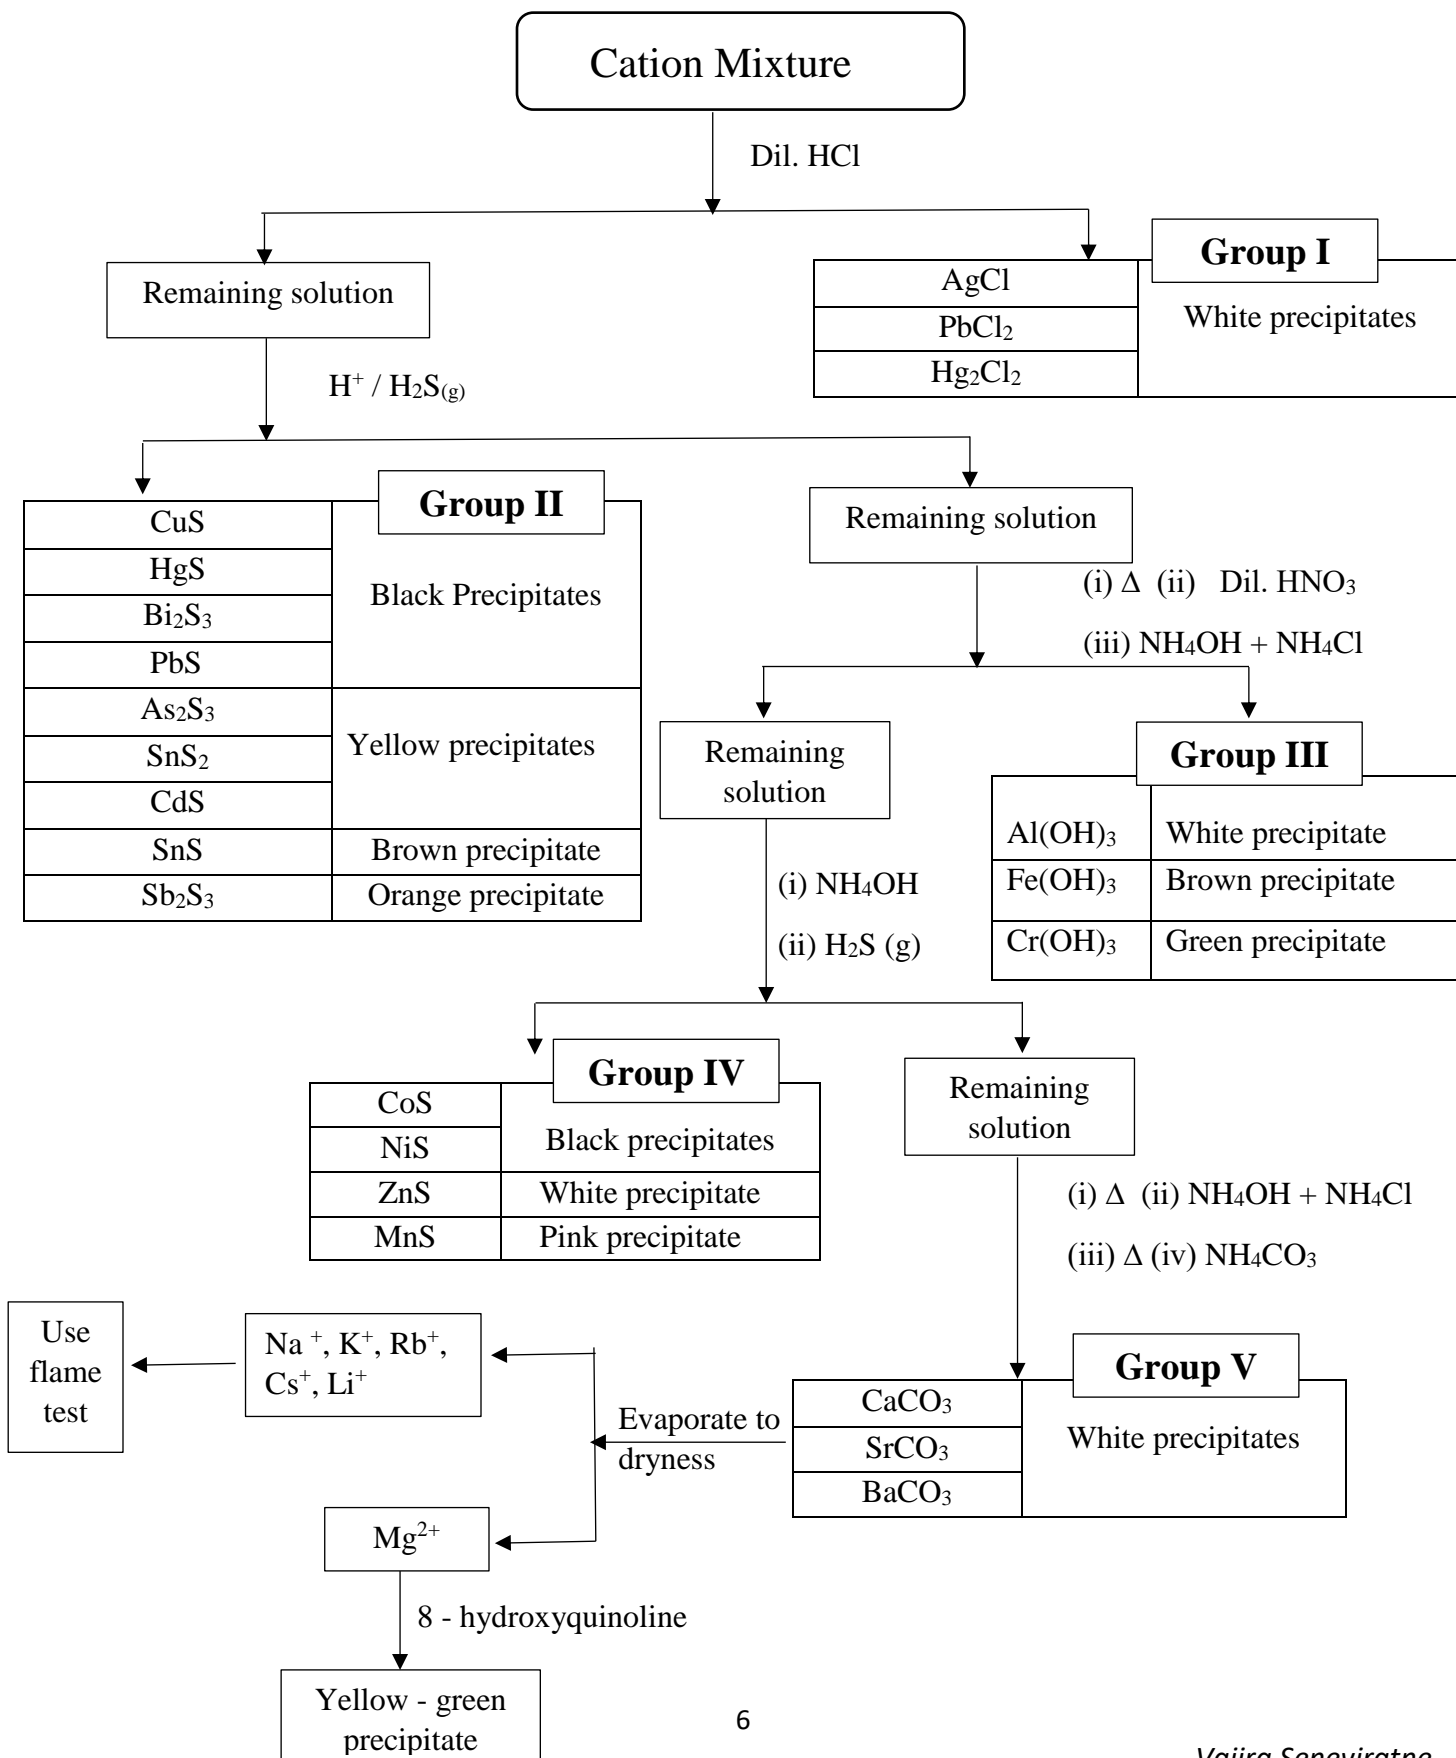 Cation Mixture
Dil. HCl
Remaining solution
Group I
AgCl
PbCl₂
Hg₂Cl₂
White precipitates
H⁺ / H₂S₍g₎
Group II
CuS
HgS
Bi₂S₃
PbS
Black Precipitates
As₂S₃
SnS₂
CdS
Yellow precipitates
SnS
Brown precipitate
Sb₂S₃
Orange precipitate
Remaining solution
(i) Δ (ii) Dil. HNO₃
(iii) NH₄OH + NH₄Cl
Remaining
solution
Group III
Al(OH)₃
White precipitate
Fe(OH)₃
Brown precipitate
Cr(OH)₃
Green precipitate
(i) NH₄OH
(ii) H₂S (g)
Group IV
CoS
NiS
Black precipitates
ZnS
White precipitate
MnS
Pink precipitate
Remaining
solution
(i) Δ (ii) NH₄OH + NH₄Cl
(iii) Δ (iv) NH₄CO₃
Group V
CaCO₃
SrCO₃
BaCO₃
White precipitates
Evaporate to
dryness
Na ⁺, K⁺, Rb⁺,
Cs⁺, Li⁺
Use
flame
test
Mg²⁺
8 - hydroxyquinoline
Yellow - green
precipitate
6
Vajira Seneviratne